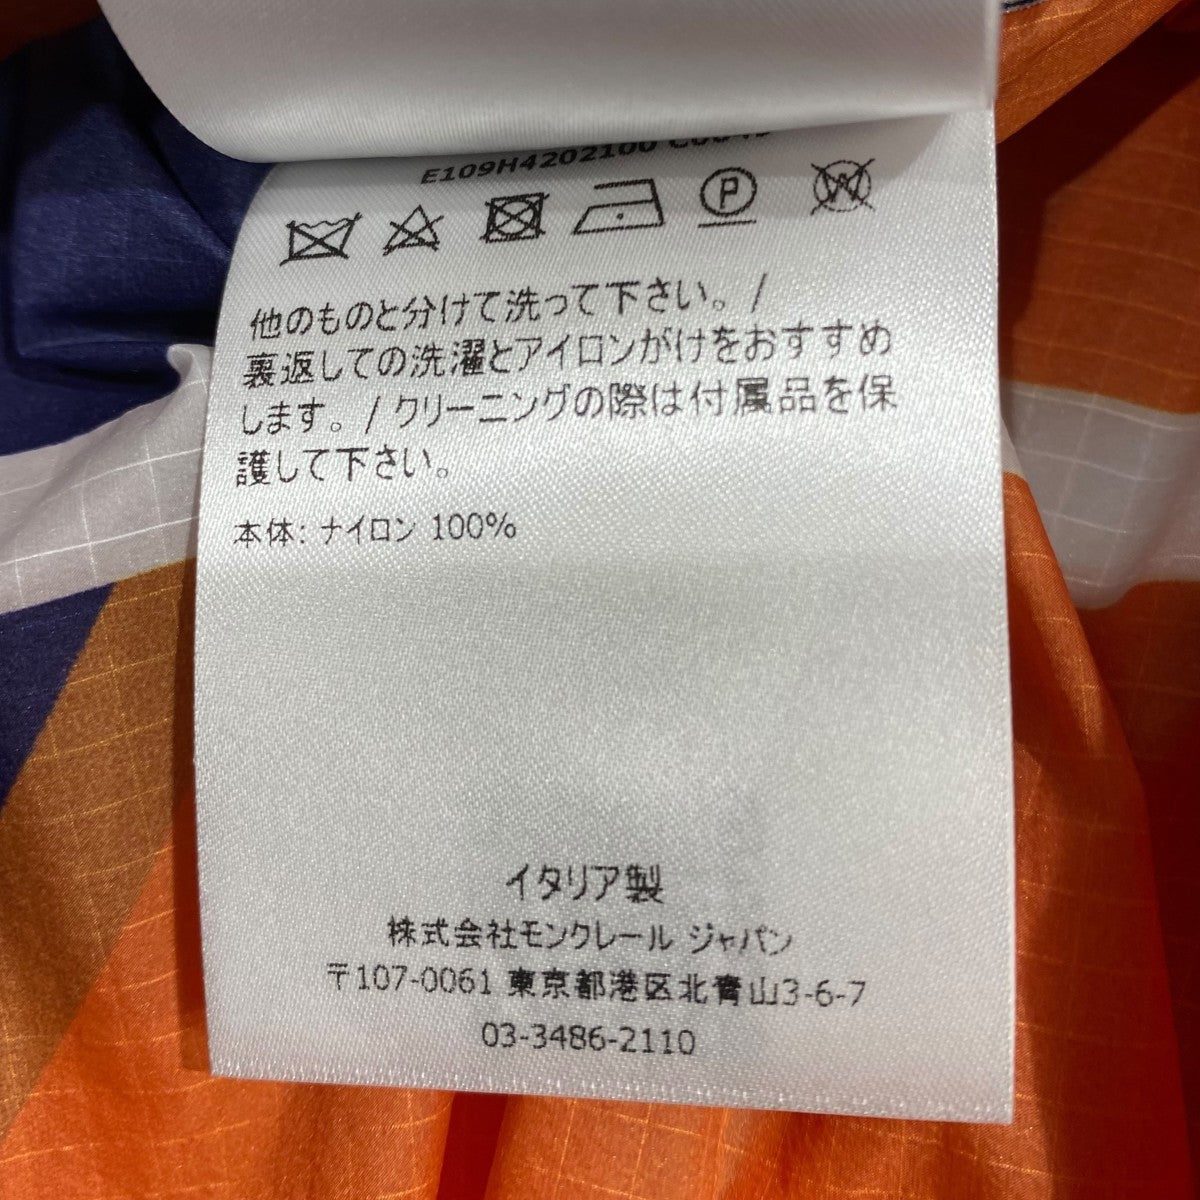 E109H4202100
P
W
他のものと分けて洗って下さい。/
裏返しての洗濯とアイロンがけをおすすめ
します。/ クリーニングの際は付属品を保
護して下さい。
本体: ナイロン 100%
イタリア製
株式会社モンクレール ジャパン
〒107-0061 東京都港区北青山3-6-7
03-3486-2110